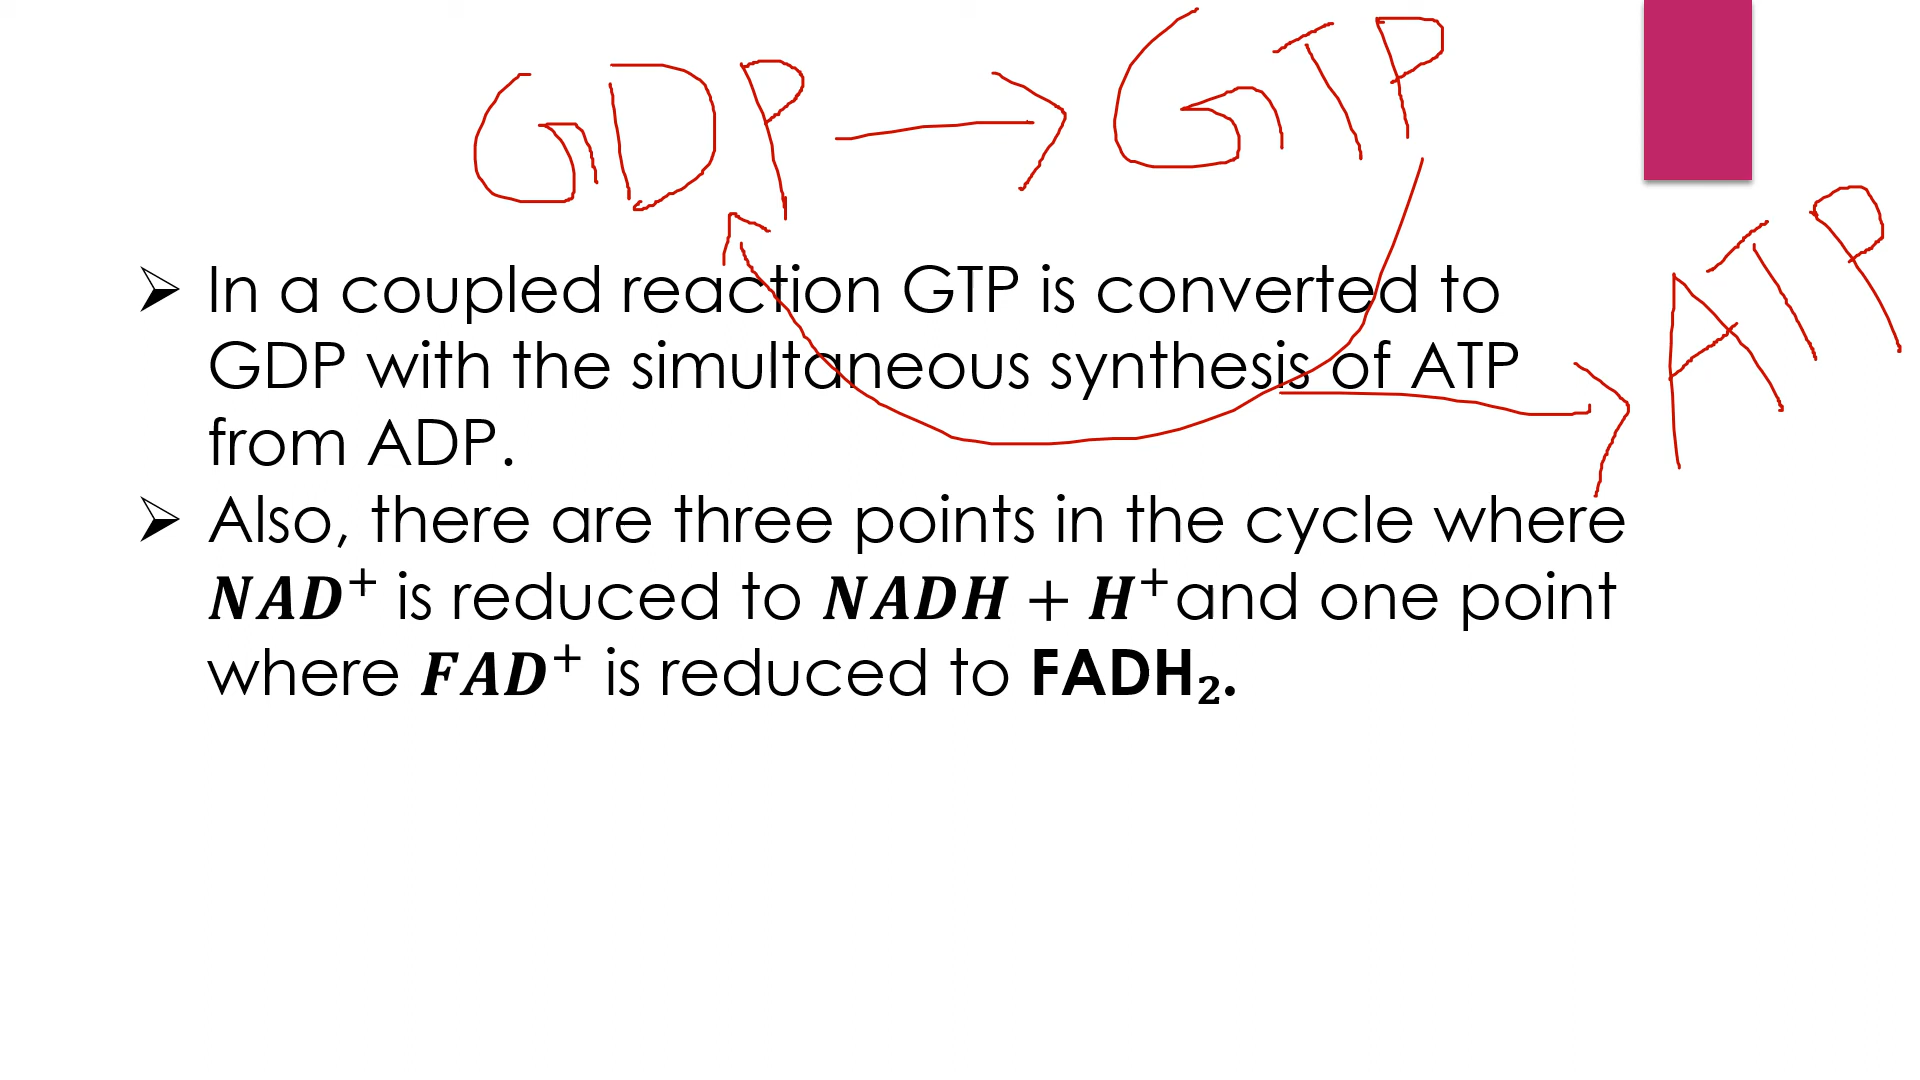 GDP → GTP
ATP
➢ In a coupled reaction GTP is converted to
GDP with the simultaneous synthesis of ATP
from ADP.
➢ Also, there are three points in the cycle where
NAD⁺ is reduced to NADH + H⁺and one point
where FAD⁺ is reduced to FADH₂.